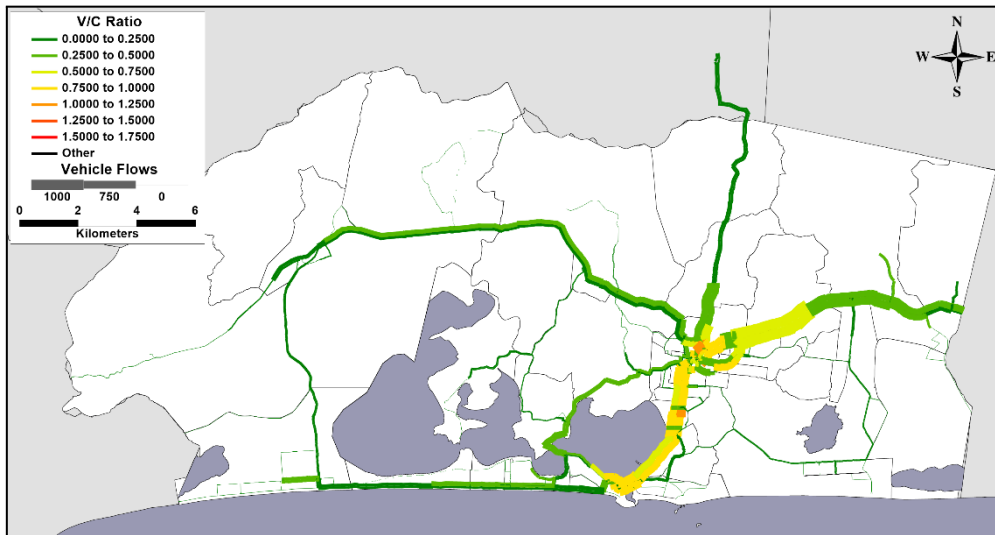 V/C Ratio
0.0000 to 0.2500
0.2500 to 0.5000
0.5000 to 0.7500
0.7500 to 1.0000
1.0000 to 1.2500
1.2500 to 1.5000
1.5000 to 1.7500
Other
Vehicle Flows
1000 750 0
0 2 4 6
Kilometers
N
W E
S